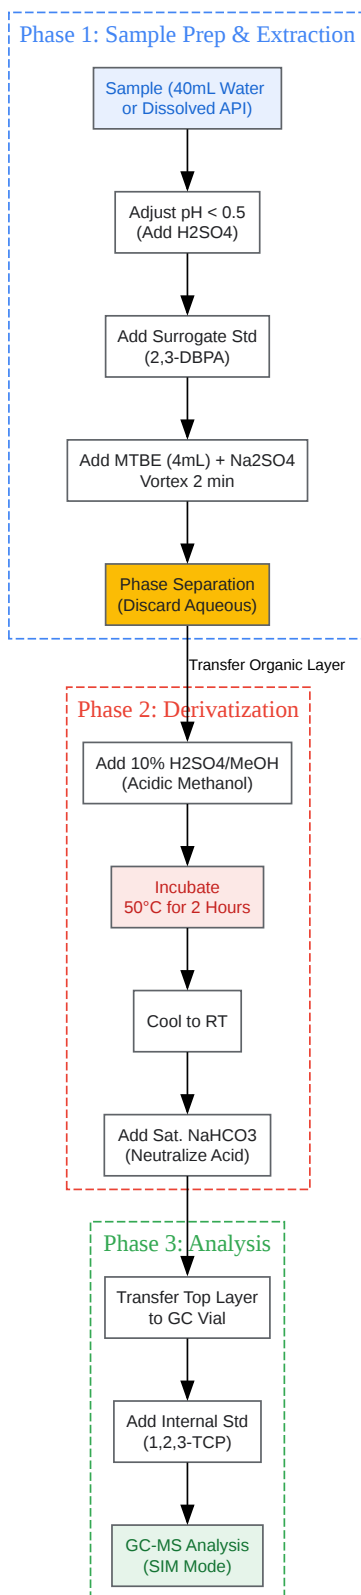 Phase 1: Sample Prep & Extraction
Sample (40mL Water
or Dissolved API)
Adjust pH < 0.5
(Add H2SO4)
Add Surrogate Std
(2,3-DBPA)
Add MTBE (4mL) + Na2SO4
Vortex 2 min
Phase Separation
(Discard Aqueous)
Transfer Organic Layer
Phase 2: Derivatization
Add 10% H2SO4/MeOH
(Acidic Methanol)
Incubate
50°C for 2 Hours
Cool to RT
Add Sat. NaHCO3
(Neutralize Acid)
Phase 3: Analysis
Transfer Top Layer
to GC Vial
Add Internal Std
(1,2,3-TCP)
GC-MS Analysis
(SIM Mode)